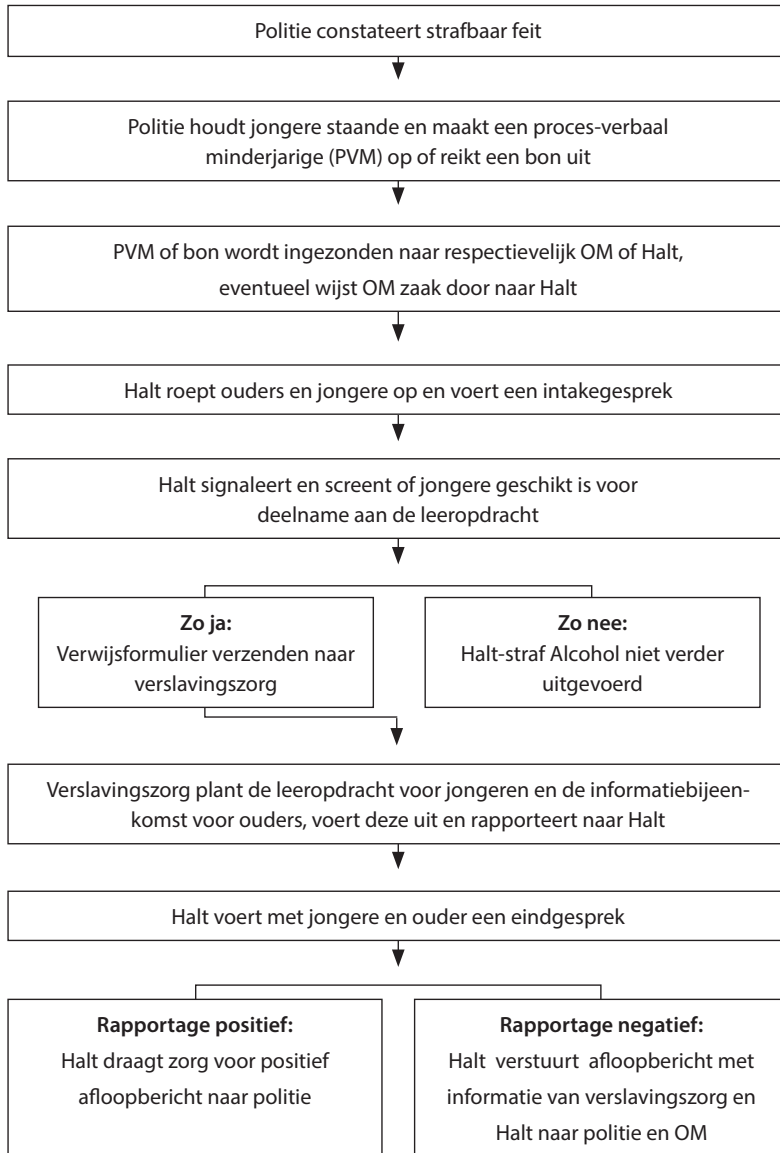 Politie constateert strafbaar feit
Politie houdt jongere staande en maakt een proces-verbaal
minderjarige (PVM) op of reikt een bon uit
PVM of bon wordt ingezonden naar respectievelijk OM of Halt,
eventueel wijst OM zaak door naar Halt
Halt roept ouders en jongere op en voert een intakegesprek
Halt signaleert en screent of jongere geschikt is voor
deelname aan de leeropdracht
Zo ja:
Verwijsformulier verzenden naar
verslavingszorg
Zo nee:
Halt-straf Alcohol niet verder
uitgevoerd
Verslavingszorg plant de leeropdracht voor jongeren en de informatiebijeen-
komst voor ouders, voert deze uit en rapporteert naar Halt
Halt voert met jongere en ouder een eindgesprek
Rapportage positief:
Halt draagt zorg voor positief
afloopbericht naar politie
Rapportage negatief:
Halt verstuurt afloopbericht met
informatie van verslavingszorg en
Halt naar politie en OM